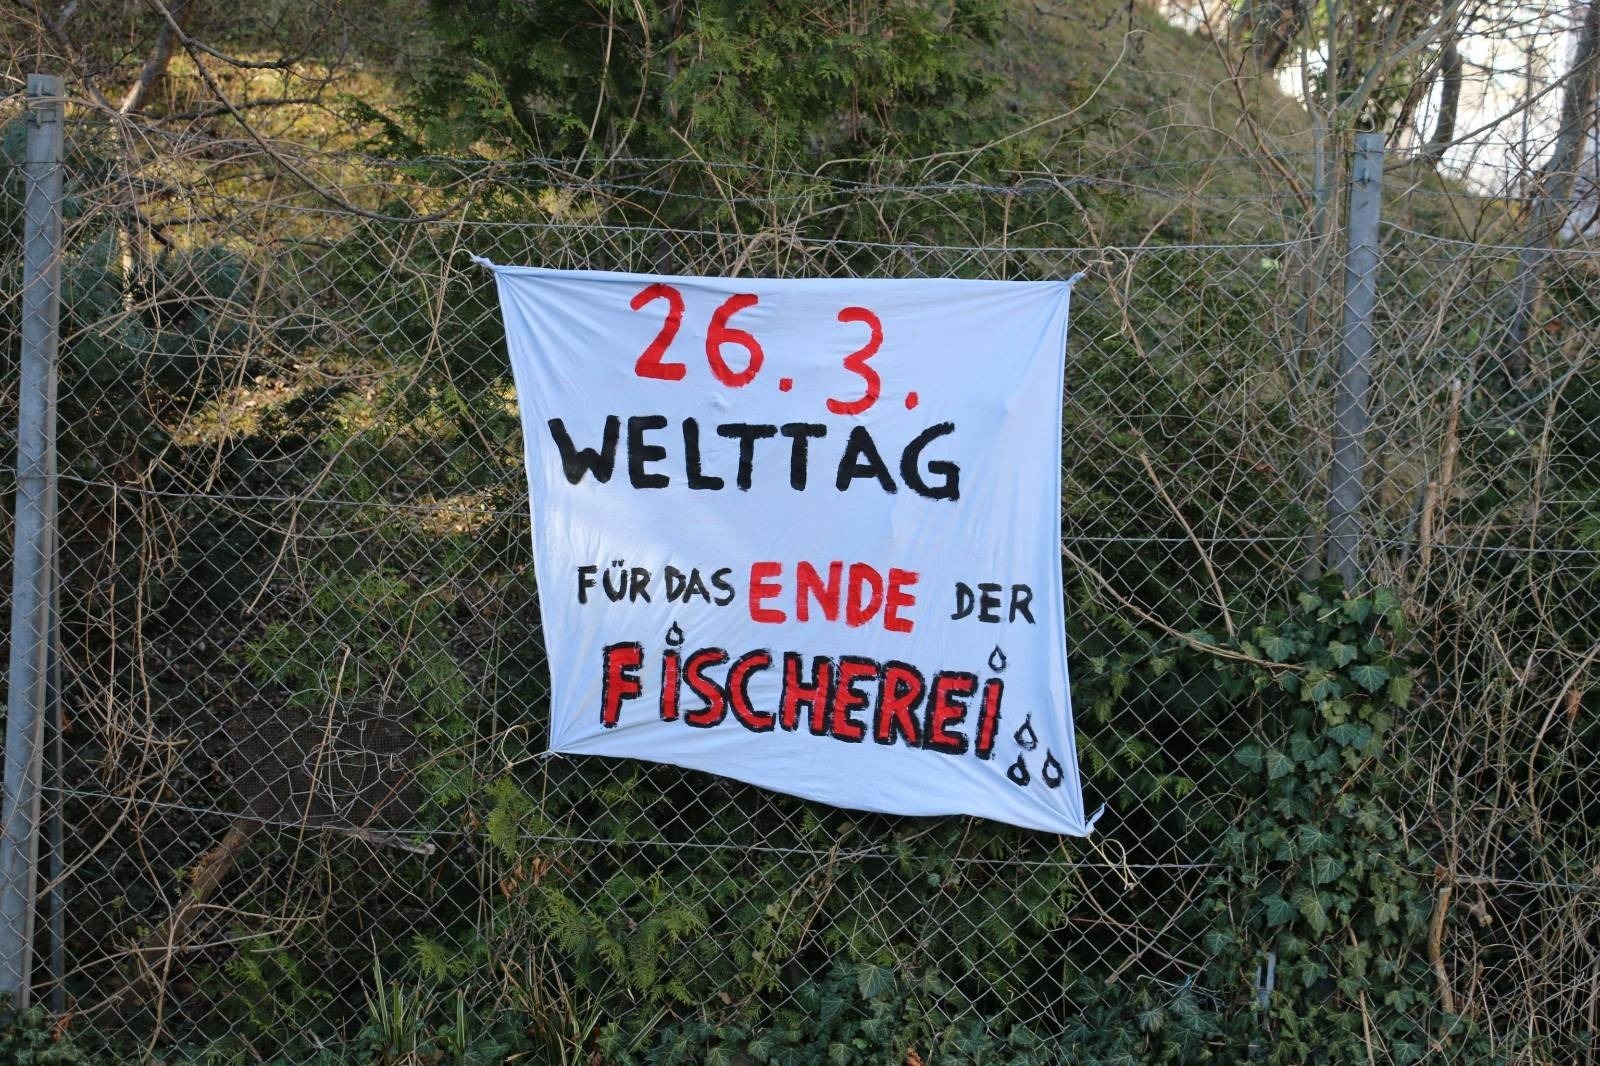 26.3.
WELTTAG
FÜR DAS ENDE DER
FISCHEREI